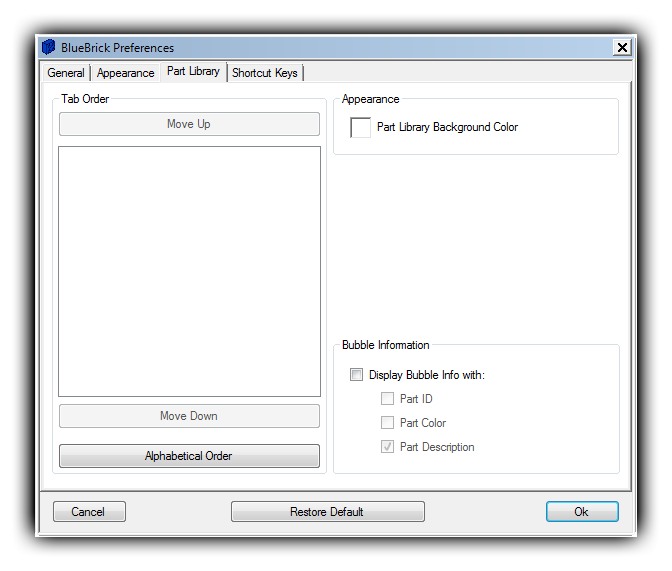 BlueBrick Preferences
General Appearance Part Library Shortcut Keys
Tab Order
Move Up
Move Down
Alphabetical Order
Appearance
Part Library Background Color
Bubble Information
Display Bubble Info with:
Part ID
Part Color
Part Description
Cancel Restore Default Ok